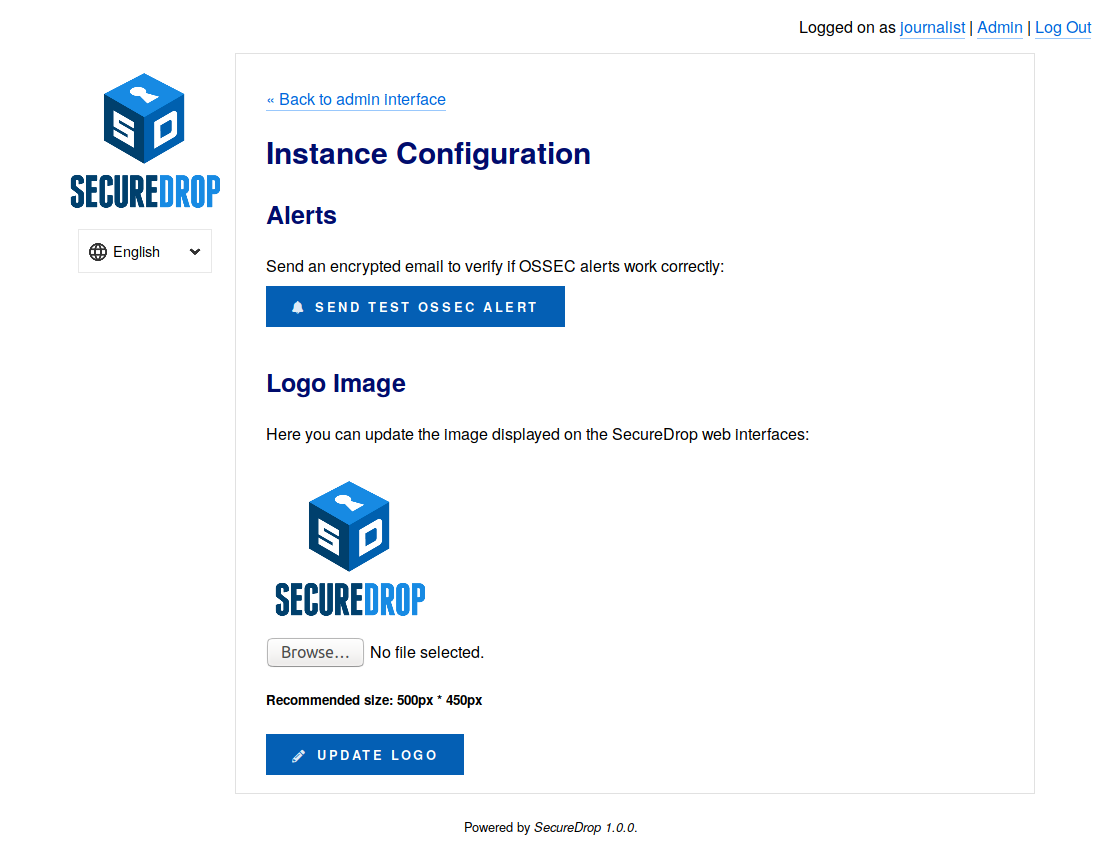 Logged on as journalist | Admin | Log Out
SD
SECUREDROP
English
« Back to admin interface
Instance Configuration
Alerts
Send an encrypted email to verify if OSSEC alerts work correctly:
SEND TEST OSSEC ALERT
Logo Image
Here you can update the image displayed on the SecureDrop web interfaces:
SD
SECUREDROP
Browse... No file selected.
Recommended size: 500px * 450px
UPDATE LOGO
Powered by SecureDrop 1.0.0.